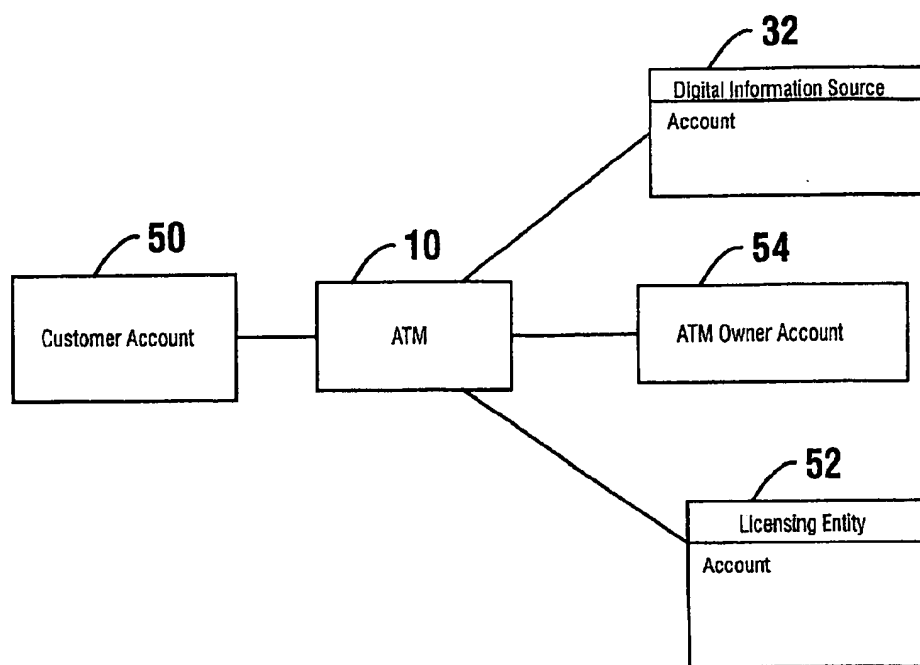 32
Digital Information Source
Account
50
10
54
Customer Account
ATM
ATM Owner Account
52
Licensing Entity
Account